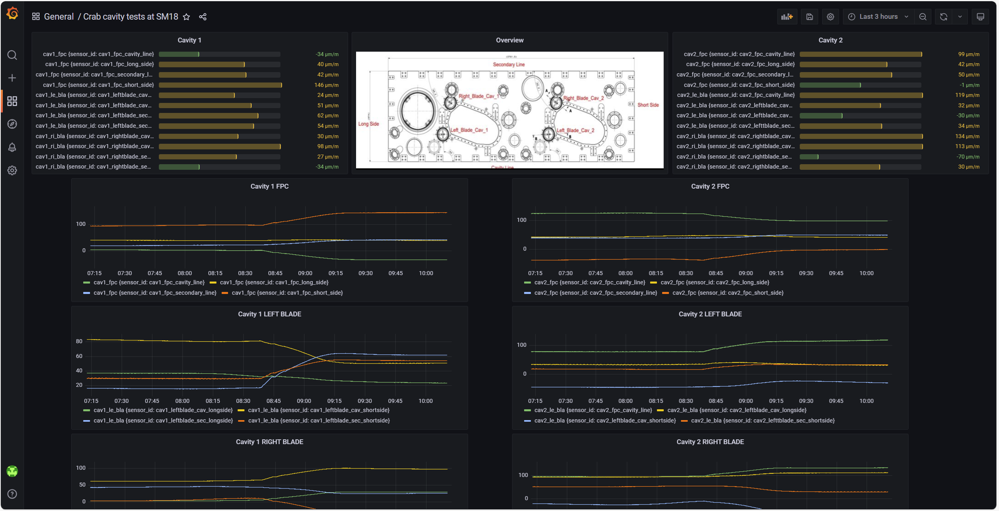 General / Crab cavity tests at SM18
Last 3 hours
Cavity 1
cav1_fpc {sensor_id: cav1_fpc_cavity_line} -34 µm/m
cav1_fpc {sensor_id: cav1_fpc_long_side} 40 µm/m
cav1_fpc {sensor_id: cav1_fpc_secondary_l... 42 µm/m
cav1_fpc {sensor_id: cav1_fpc_short_side} 146 µm/m
cav1_le_bla {sensor_id: cav1_leftblade_cav... 24 µm/m
cav1_le_bla {sensor_id: cav1_leftblade_cav... 51 µm/m
cav1_le_bla {sensor_id: cav1_leftblade_sec... 62 µm/m
cav1_le_bla {sensor_id: cav1_leftblade_sec... 54 µm/m
cav1_ri_bla {sensor_id: cav1_rightblade_cav... 30 µm/m
cav1_ri_bla {sensor_id: cav1_rightblade_cav... 98 µm/m
cav1_ri_bla {sensor_id: cav1_rightblade_se... 27 µm/m
cav1_ri_bla {sensor_id: cav1_rightblade_se... -34 µm/m
Overview
Secondary Line
Right_Blade_Cav_1
Right_Blade_Cav_2
A
A
Short Side
Long Side
Left_Blade_Cav_1
Left_Blade_Cav_2
B
B
Cavity Line
Cavity 2
cav2_fpc {sensor_id: cav2_fpc_cavity_line} 99 µm/m
cav2_fpc {sensor_id: cav2_fpc_long_side} 42 µm/m
cav2_fpc {sensor_id: cav2_fpc_secondary_l... 50 µm/m
cav2_fpc {sensor_id: cav2_fpc_short_side} -1 µm/m
cav2_le_bla {sensor_id: cav2_fpc_cavity_line} 119 µm/m
cav2_le_bla {sensor_id: cav2_leftblade_cav... 32 µm/m
cav2_le_bla {sensor_id: cav2_leftblade_cav... -30 µm/m
cav2_le_bla {sensor_id: cav2_lefttblade_sec... 34 µm/m
cav2_ri_bla {sensor_id: cav2_rightblade_cav... 134 µm/m
cav2_ri_bla {sensor_id: cav2_rightblade_cav... 113 µm/m
cav2_ri_bla {sensor_id: cav2_rightblade_se... -70 µm/m
cav2_ri_bla {sensor_id: cav2_rigthblade_se... 30 µm/m
Cavity 1 FPC
100
0
07:15 07:30 07:45 08:00 08:15 08:30 08:45 09:00 09:15 09:30 09:45 10:00
cav1_fpc {sensor_id: cav1_fpc_cavity_line} cav1_fpc {sensor_id: cav1_fpc_long_side}
cav1_fpc {sensor_id: cav1_fpc_secondary_line} cav1_fpc {sensor_id: cav1_fpc_short_side}
Cavity 2 FPC
100
0
07:15 07:30 07:45 08:00 08:15 08:30 08:45 09:00 09:15 09:30 09:45 10:00
cav2_fpc {sensor_id: cav2_fpc_cavity_line} cav2_fpc {sensor_id: cav2_fpc_long_side}
cav2_fpc {sensor_id: cav2_fpc_secondary_line} cav2_fpc {sensor_id: cav2_fpc_short_side}
Cavity 1 LEFT BLADE
80
60
40
20
07:15 07:30 07:45 08:00 08:15 08:30 08:45 09:00 09:15 09:30 09:45 10:00
cav1_le_bla {sensor_id: cav1_leftblade_cav_longside} cav1_le_bla {sensor_id: cav1_leftblade_cav_shortside}
cav1_le_bla {sensor_id: cav1_leftblade_sec_longside} cav1_le_bla {sensor_id: cav1_leftblade_sec_shortside}
Cavity 2 LEFT BLADE
100
0
07:15 07:30 07:45 08:00 08:15 08:30 08:45 09:00 09:15 09:30 09:45 10:00
cav2_le_bla {sensor_id: cav2_fpc_cavity_line} cav2_le_bla {sensor_id: cav2_leftblade_cav_longside}
cav2_le_bla {sensor_id: cav2_leftblade_cav_shortside} cav2_le_bla {sensor_id: cav2_lefttblade_sec_shortside}
Cavity 1 RIGHT BLADE
100
50
0
Cavity 2 RIGHT BLADE
100
0